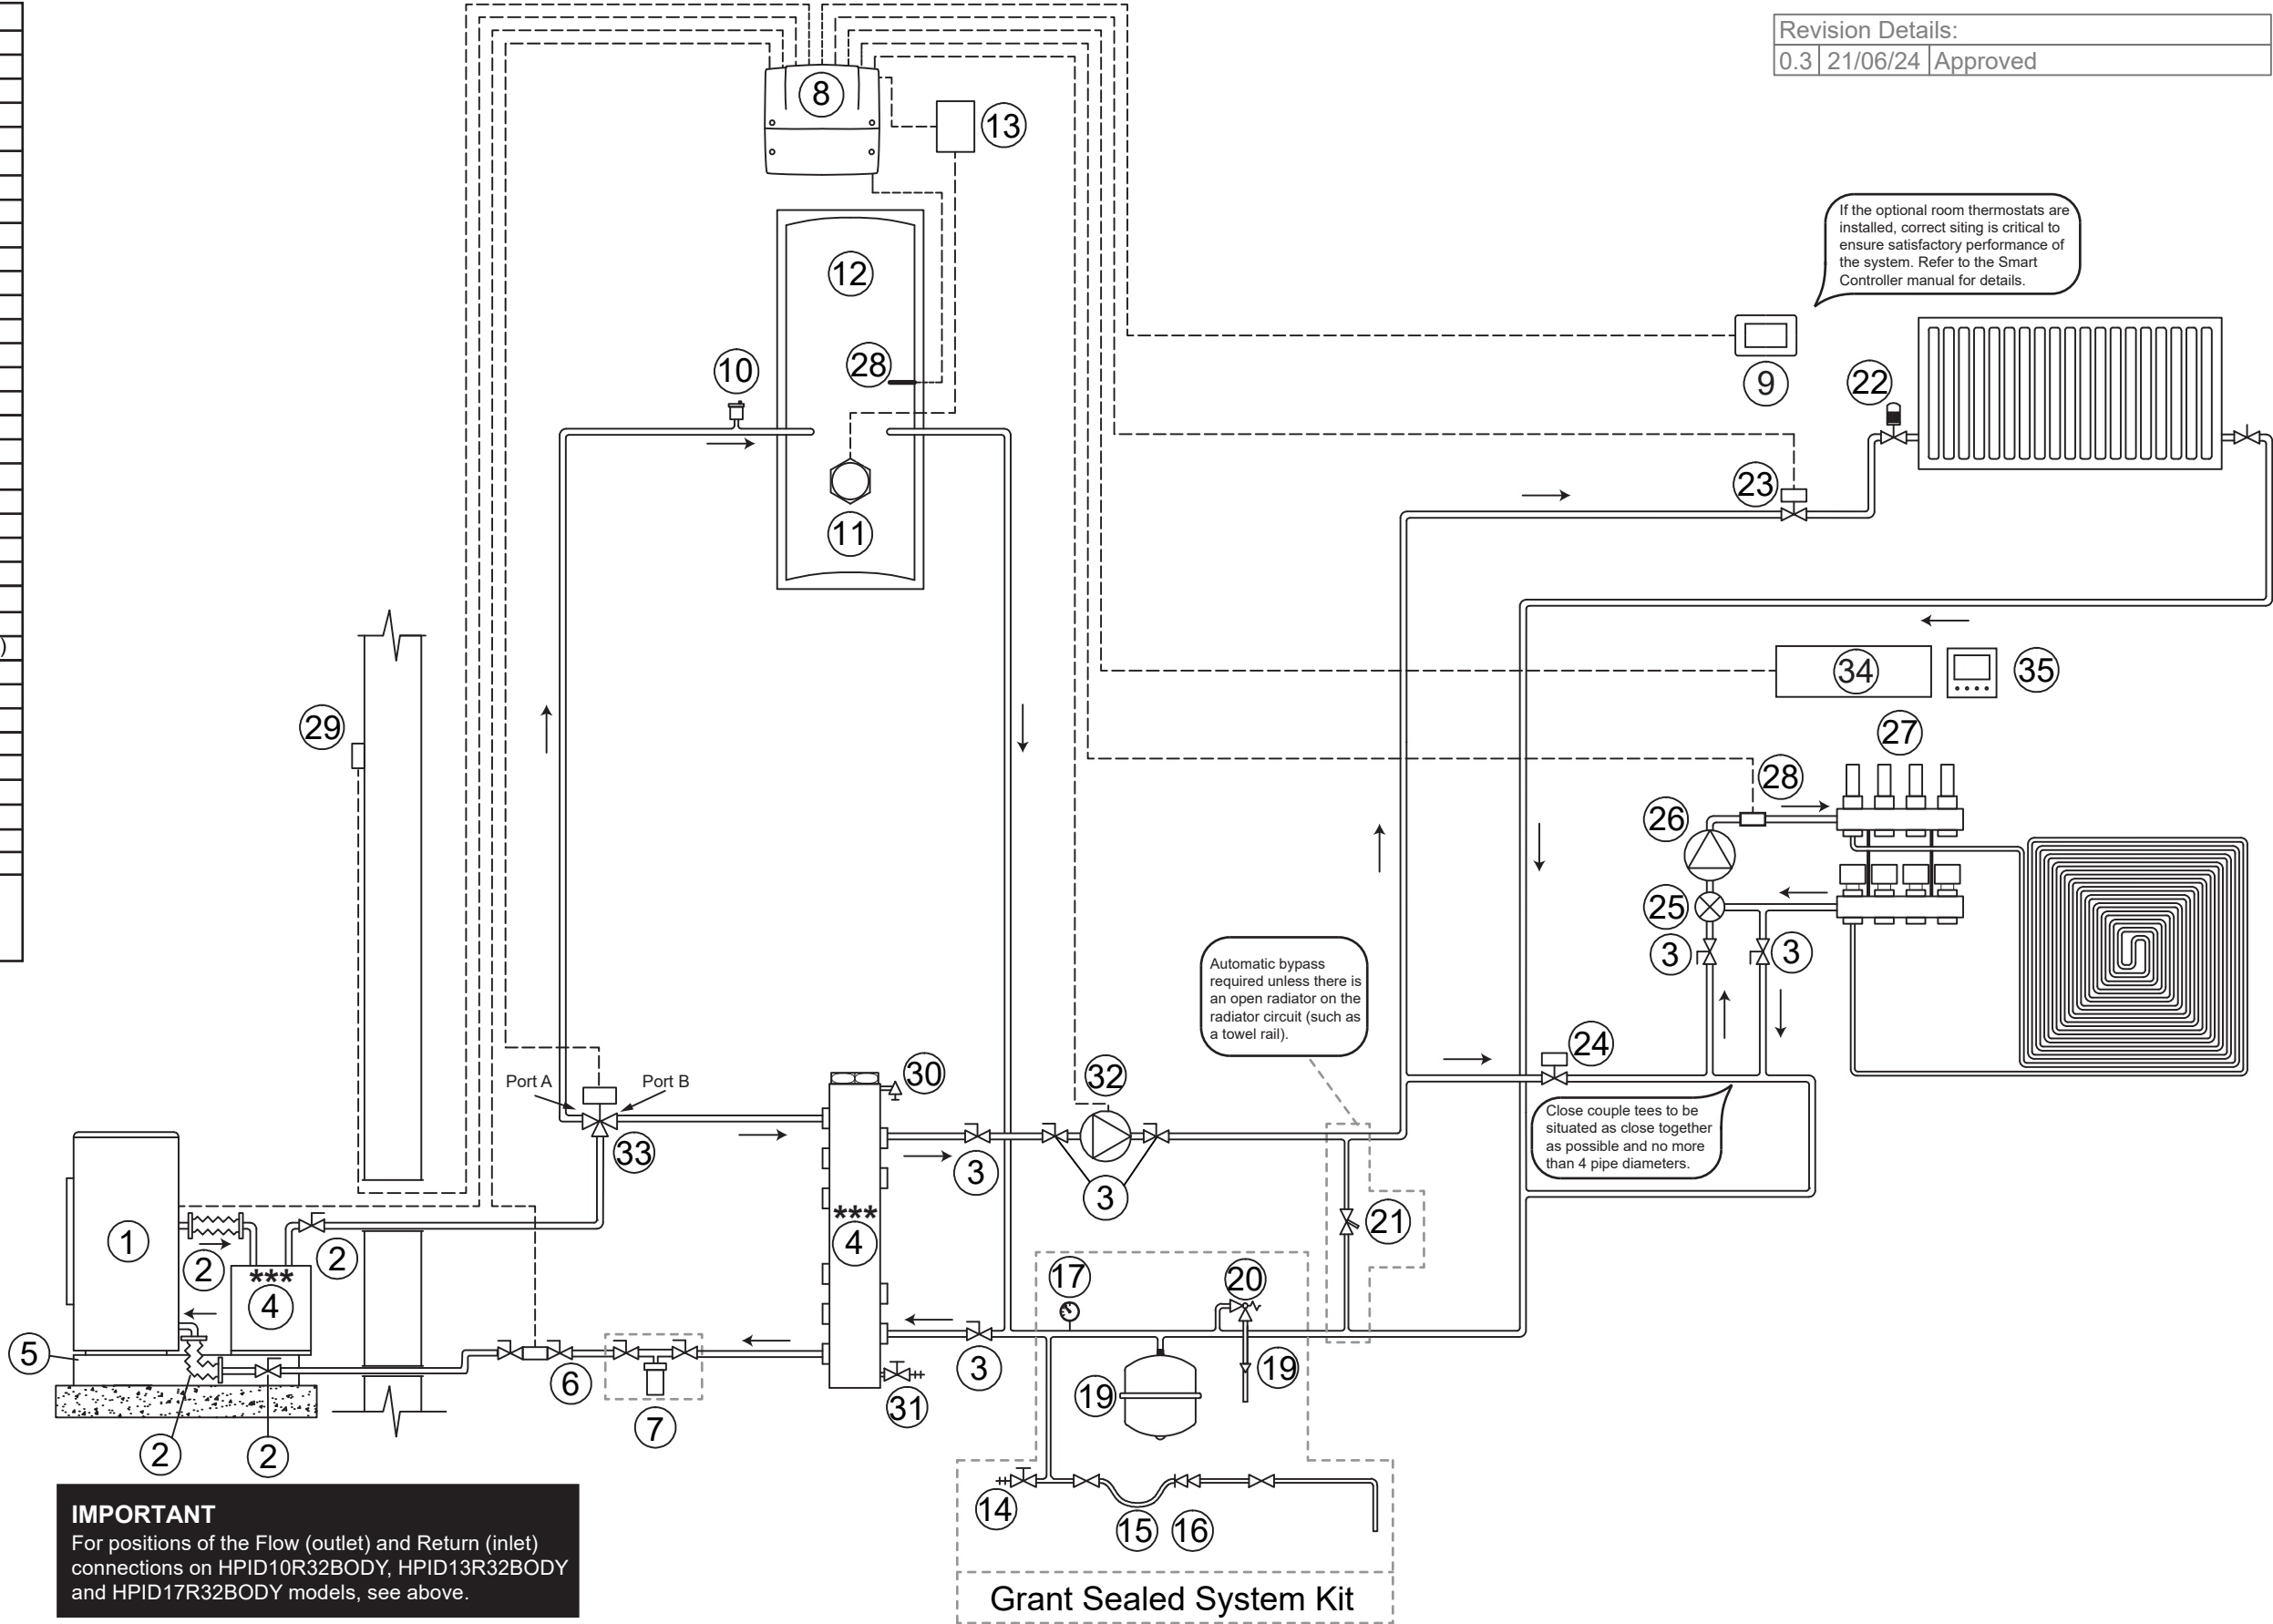 Revision Details:
0.3 21/06/24 Approved
8
13
12
If the optional room thermostats are
installed, correct siting is critical to
ensure satisfactory performance of
the system. Refer to the Smart
Controller manual for details.
10
28
9
22
11
23
)
29
34
35
27
28
26
25
3
3
Automatic bypass
required unless there is
an open radiator on the
radiator circuit (such as
a towel rail).
24
Port A
Port B
30
32
Close couple tees to be
situated as close together
as possible and no more
than 4 pipe diameters.
33
3
3
1
2
2
***
4
***
4
21
17
20
5
6
7
3
31
19
19
2
2
14
15
16
IMPORTANT
For positions of the Flow (outlet) and Return (inlet)
connections on HPID10R32BODY, HPID13R32BODY
and HPID17R32BODY models, see above.
Grant Sealed System Kit